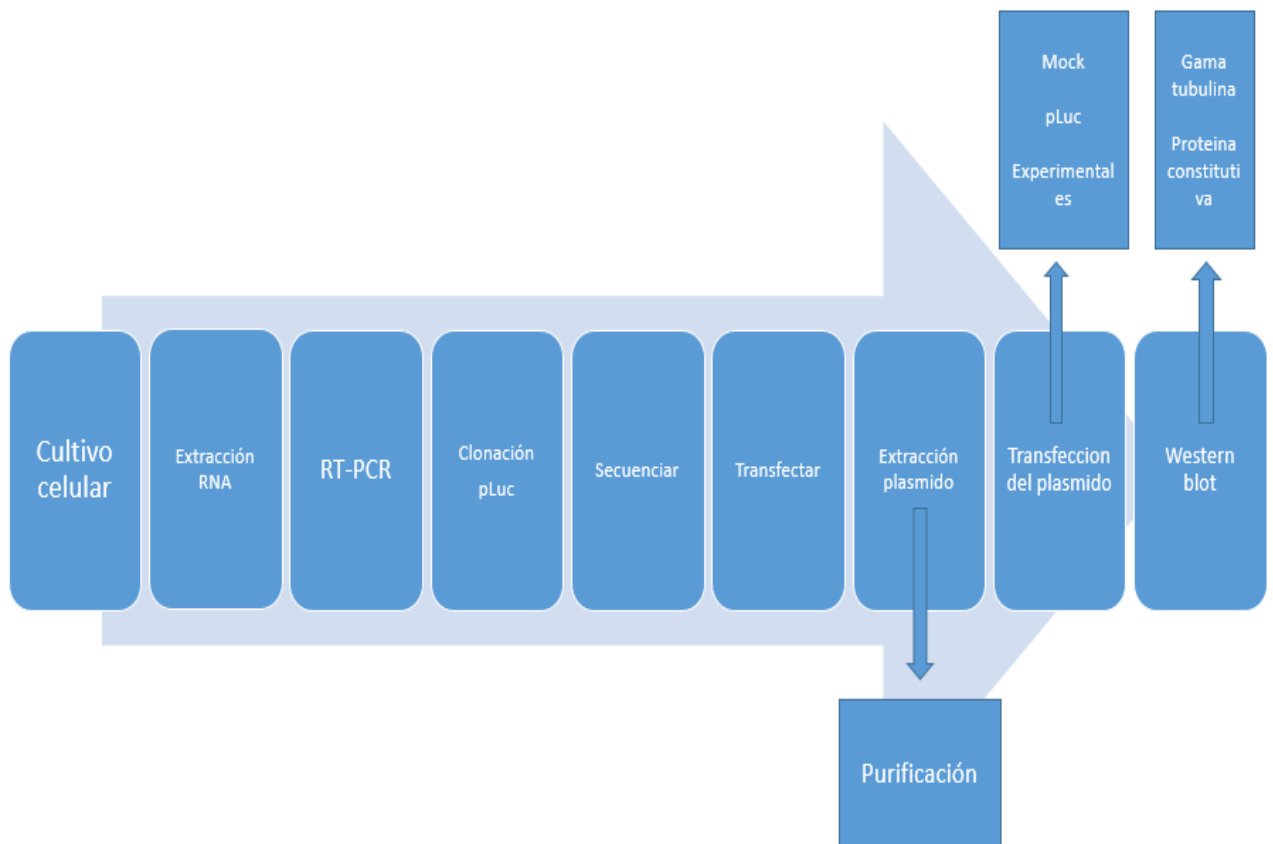 Mock
pLuc
Experimental
es
Gama
tubulina
Proteina
constituti
va
Cultivo
celular
Extracción
RNA
RT-PCR
Clonación
pLuc
Secuenciar
Transfectar
Extracción
plasmido
Transfeccion
del plasmido
Western
blot
Purificación